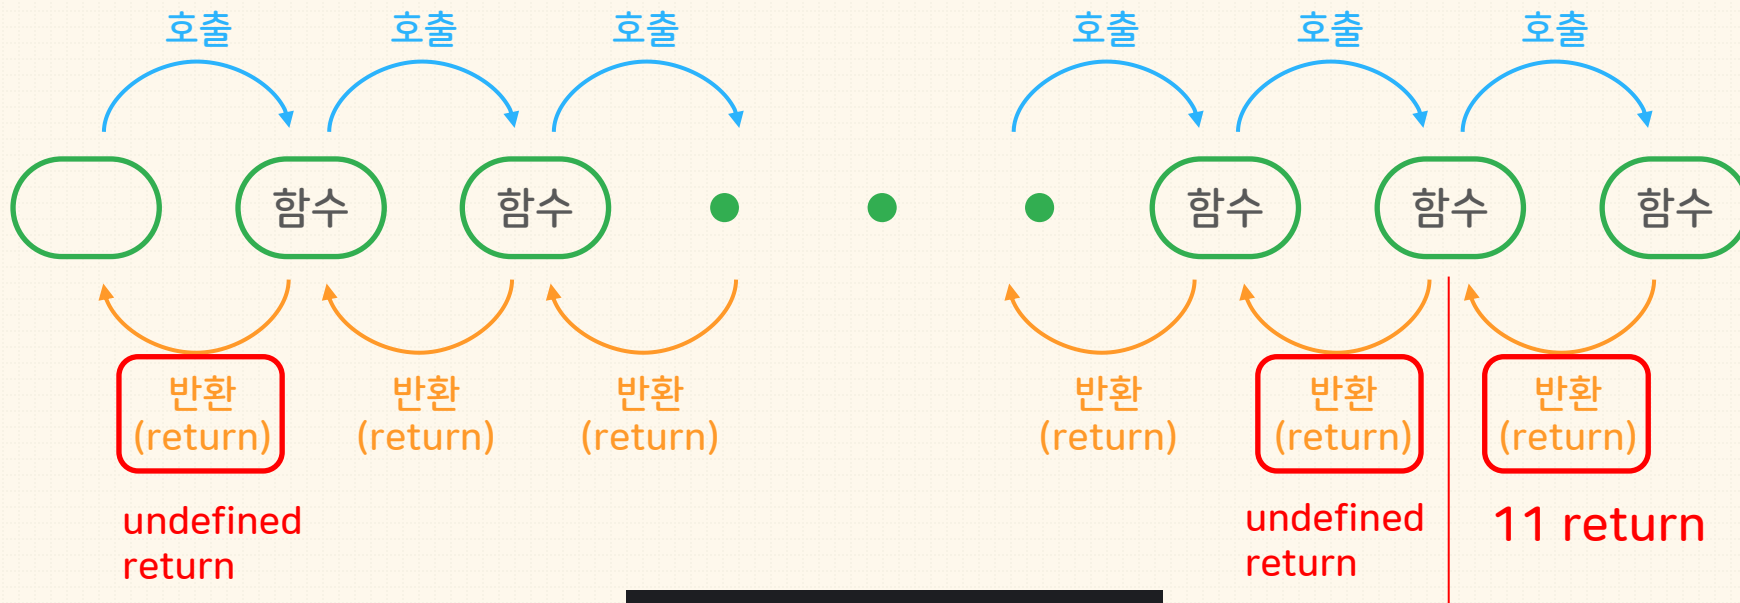 호출 호출 호출 호출 호출 호출
함수 함수 함수 함수 함수
반환 반환 반환 반환 반환 반환
(return) (return) (return) (return) (return) (return)
undefined undefined 11 return
return return